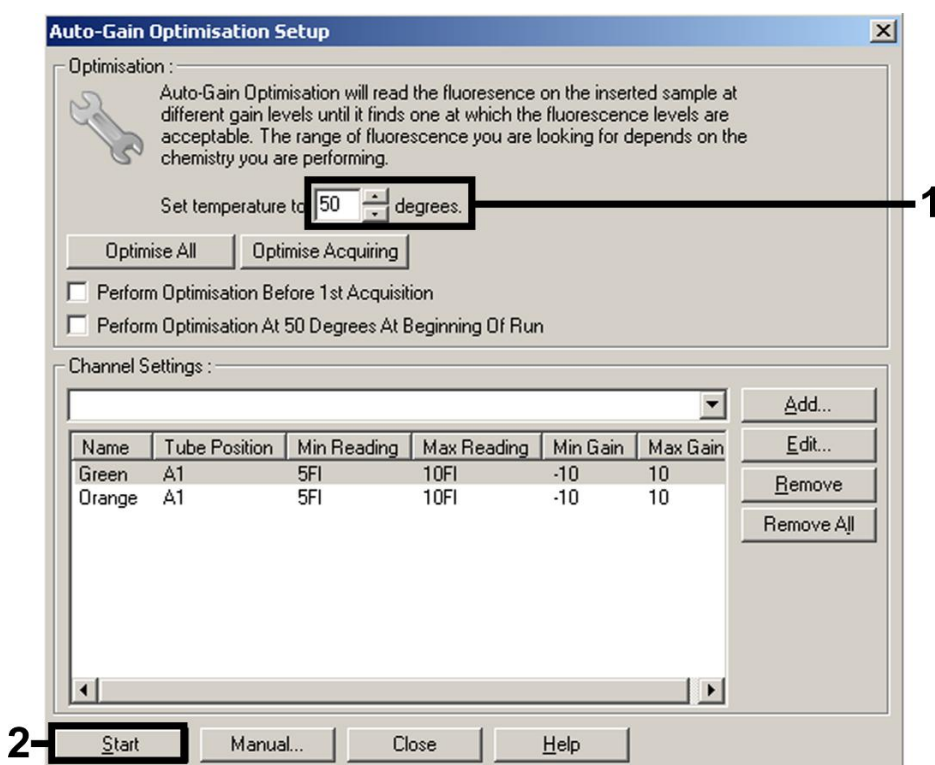 Auto-Gain Optimisation Setup
Optimisation :
Auto-Gain Optimisation will read the fluoresence on the inserted sample at
different gain levels until it finds one at which the fluorescence levels are
acceptable. The range of fluorescence you are looking for depends on the
chemistry you are performing.
Set temperature to 50 degrees.
1
Optimise All Optimise Acquiring
Perform Optimisation Before 1st Acquisition
Perform Optimisation At 50 Degrees At Beginning Of Run
Channel Settings :
Add...
Name Tube Position Min Reading Max Reading Min Gain Max Gain
Edit...
Green A1 5Fl 10Fl -10 10
Orange A1 5Fl 10Fl -10 10
Remove
Remove All
2
Start Manual... Close Help